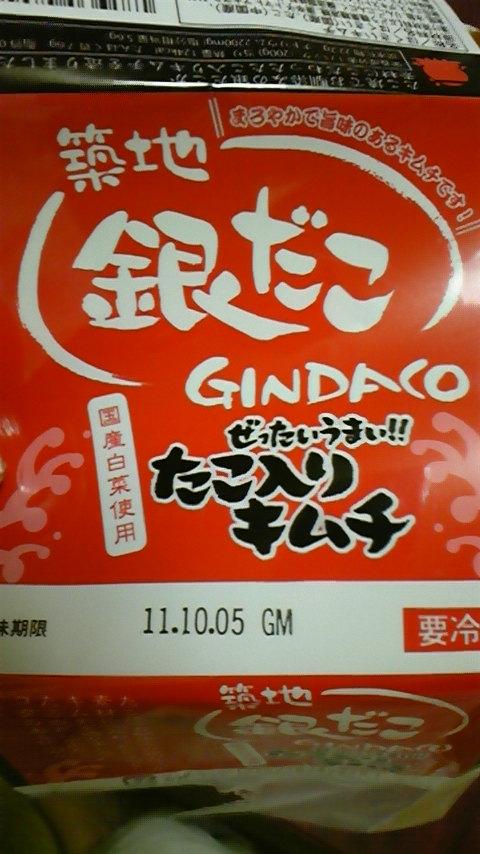 まろやかで旨味のあるキムチです!
築地
銀だこ
GINDACO
国産白菜使用
ぜったいうまい!!
たこ入り
キムチ
味期限
11.10.05 GM
要冷
築地
銀だこ
GINDACO